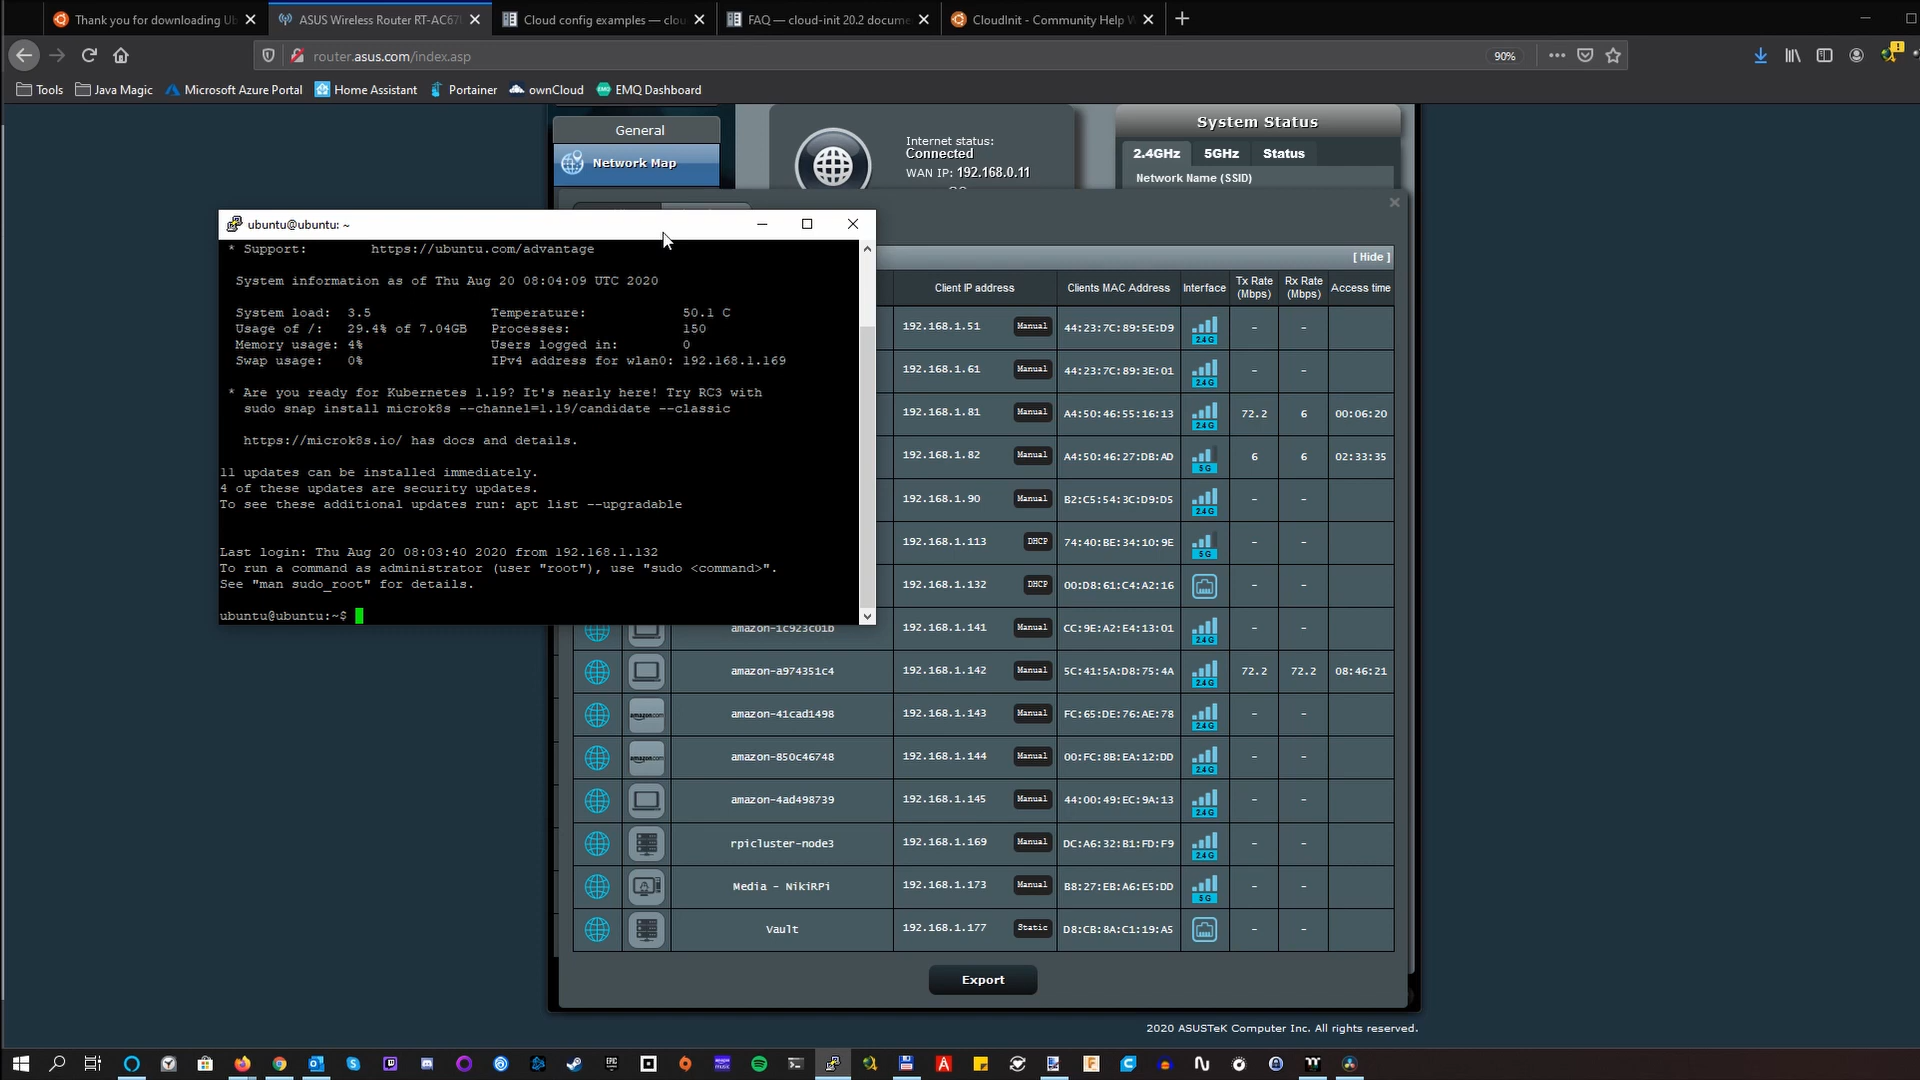 Thank you for downloading Ub
ASUS Wireless Router RT-AC67U
Cloud config examples — clou
FAQ — cloud-init 20.2 docume
CloudInit - Community Help W
router.asus.com/index.asp
90%
Tools
Java Magic
Microsoft Azure Portal
Home Assistant
Portainer
ownCloud
EMQ Dashboard
General
Network Map
Internet status:
Connected
WAN IP: 192.168.0.11
System Status
2.4GHz 5GHz Status
Network Name (SSID)
ubuntu@ubuntu: ~
* Support: https://ubuntu.com/advantage
System information as of Thu Aug 20 08:04:09 UTC 2020
System load: 3.5 Temperature: 50.1 C
Usage of /: 29.4% of 7.04GB Processes: 150
Memory usage: 4% Users logged in: 0
Swap usage: 0% IPv4 address for wlan0: 192.168.1.169
* Are you ready for Kubernetes 1.19? It's nearly here! Try RC3 with
sudo snap install microk8s --channel=1.19/candidate --classic
https://microk8s.io/ has docs and details.
11 updates can be installed immediately.
4 of these updates are security updates.
To see these additional updates run: apt list --upgradable
Last login: Thu Aug 20 08:03:40 2020 from 192.168.1.132
To run a command as administrator (user "root"), use "sudo <command>".
See "man sudo_root" for details.
ubuntu@ubuntu:~$
[ Hide ]
Client IP address Clients MAC Address Interface Tx Rate (Mbps) Rx Rate (Mbps) Access time
192.168.1.51 Manual 44:23:7C:89:5E:D9 2.4G - -
192.168.1.61 Manual 44:23:7C:89:3E:01 2.4G - -
192.168.1.81 Manual A4:50:46:55:16:13 2.4G 72.2 6 00:06:20
192.168.1.82 Manual A4:50:46:27:DB:AD 5G 6 6 02:33:35
192.168.1.90 Manual B2:C5:54:3C:D9:D5 2.4G - -
192.168.1.113 DHCP 74:40:BE:34:10:9E 5G - -
192.168.1.132 DHCP 00:D8:61:C4:A2:16 - -
amazon-1c923c01b 192.168.1.141 Manual CC:9E:A2:E4:13:01 2.4G - -
amazon-a974351c4 192.168.1.142 Manual 5C:41:5A:D8:75:4A 2.4G 72.2 72.2 08:46:21
amazon.com amazon-41cad1498 192.168.1.143 Manual FC:65:DE:76:AE:78 2.4G - -
amazon.com amazon-850c46748 192.168.1.144 Manual 00:FC:8B:EA:12:DD 2.4G - -
amazon-4ad498739 192.168.1.145 Manual 44:00:49:EC:9A:13 2.4G - -
rpicluster-node3 192.168.1.169 Manual DC:A6:32:B1:FD:F9 2.4G - -
Media - NikiRPi 192.168.1.173 Manual B8:27:EB:A6:E5:DD 5G - -
Vault 192.168.1.177 Static D8:CB:8A:C1:19:A5 - -
Export
2020 ASUSTeK Computer Inc. All rights reserved.